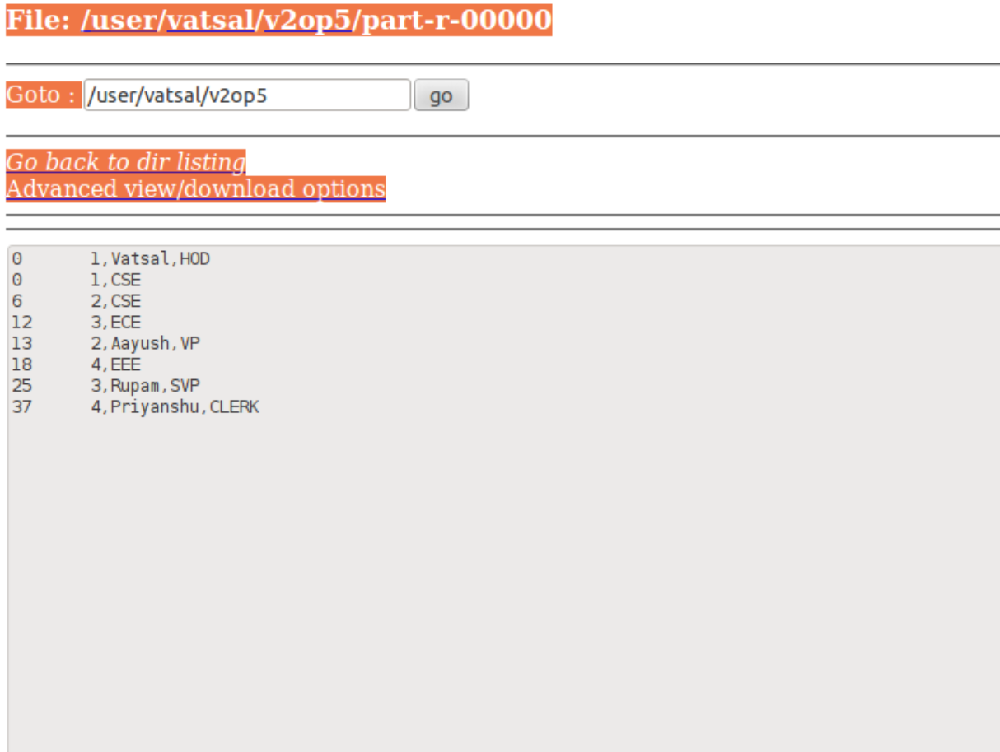 File: /user/vatsal/v2op5/part-r-00000
Goto : /user/vatsal/v2op5 go
Go back to dir listing
Advanced view/download options
0 1,Vatsal,HOD
0 1,CSE
6 2,CSE
12 3,ECE
13 2,Aayush,VP
18 4,EEE
25 3,Rupam,SVP
37 4,Priyanshu,CLERK